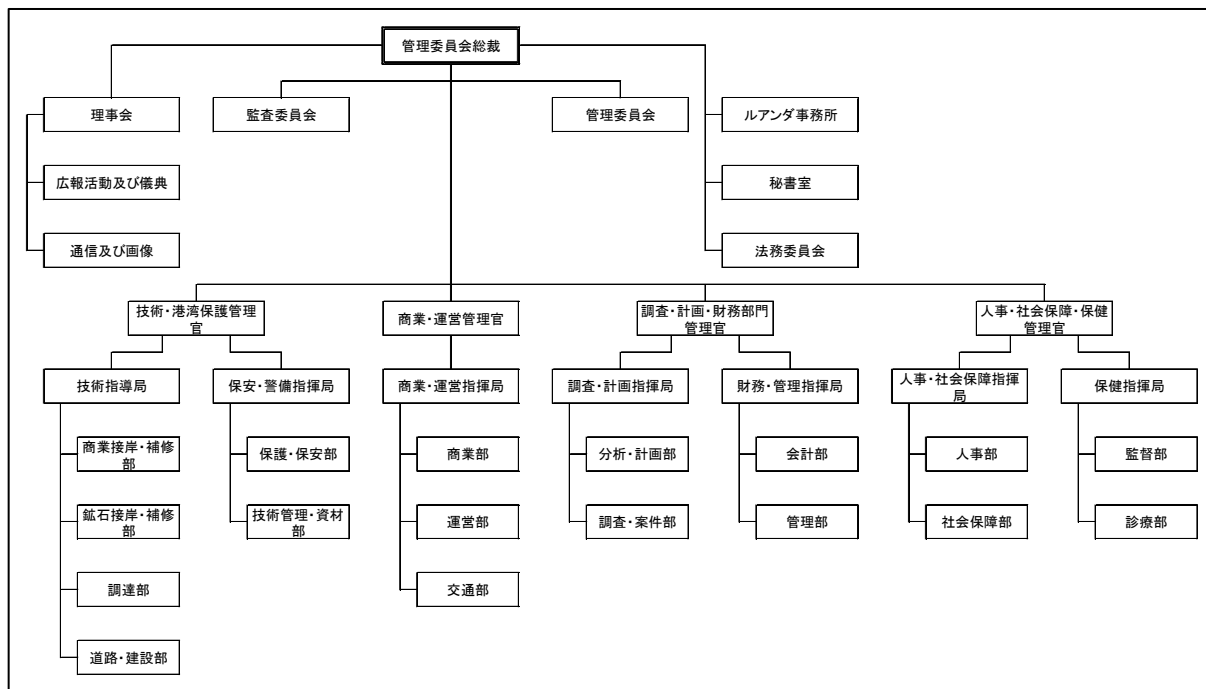 管理委員会総裁
理事会
監査委員会
管理委員会
ルアンダ事務所
広報活動及び儀典
秘書室
通信及び画像
法務委員会
技術・港湾保護管理
官
商業・運営管理官
調査・計画・財務部門
管理官
人事・社会保障・保健
管理官
技術指導局
保安・警備指揮局
商業・運営指揮局
調査・計画指揮局
財務・管理指揮局
人事・社会保障指揮
局
保健指揮局
商業接岸・補修
部
保護・保安部
商業部
分析・計画部
会計部
人事部
監督部
鉱石接岸・補修
部
技術管理・資材
部
運営部
調査・案件部
管理部
社会保障部
診療部
調達部
交通部
道路・建設部